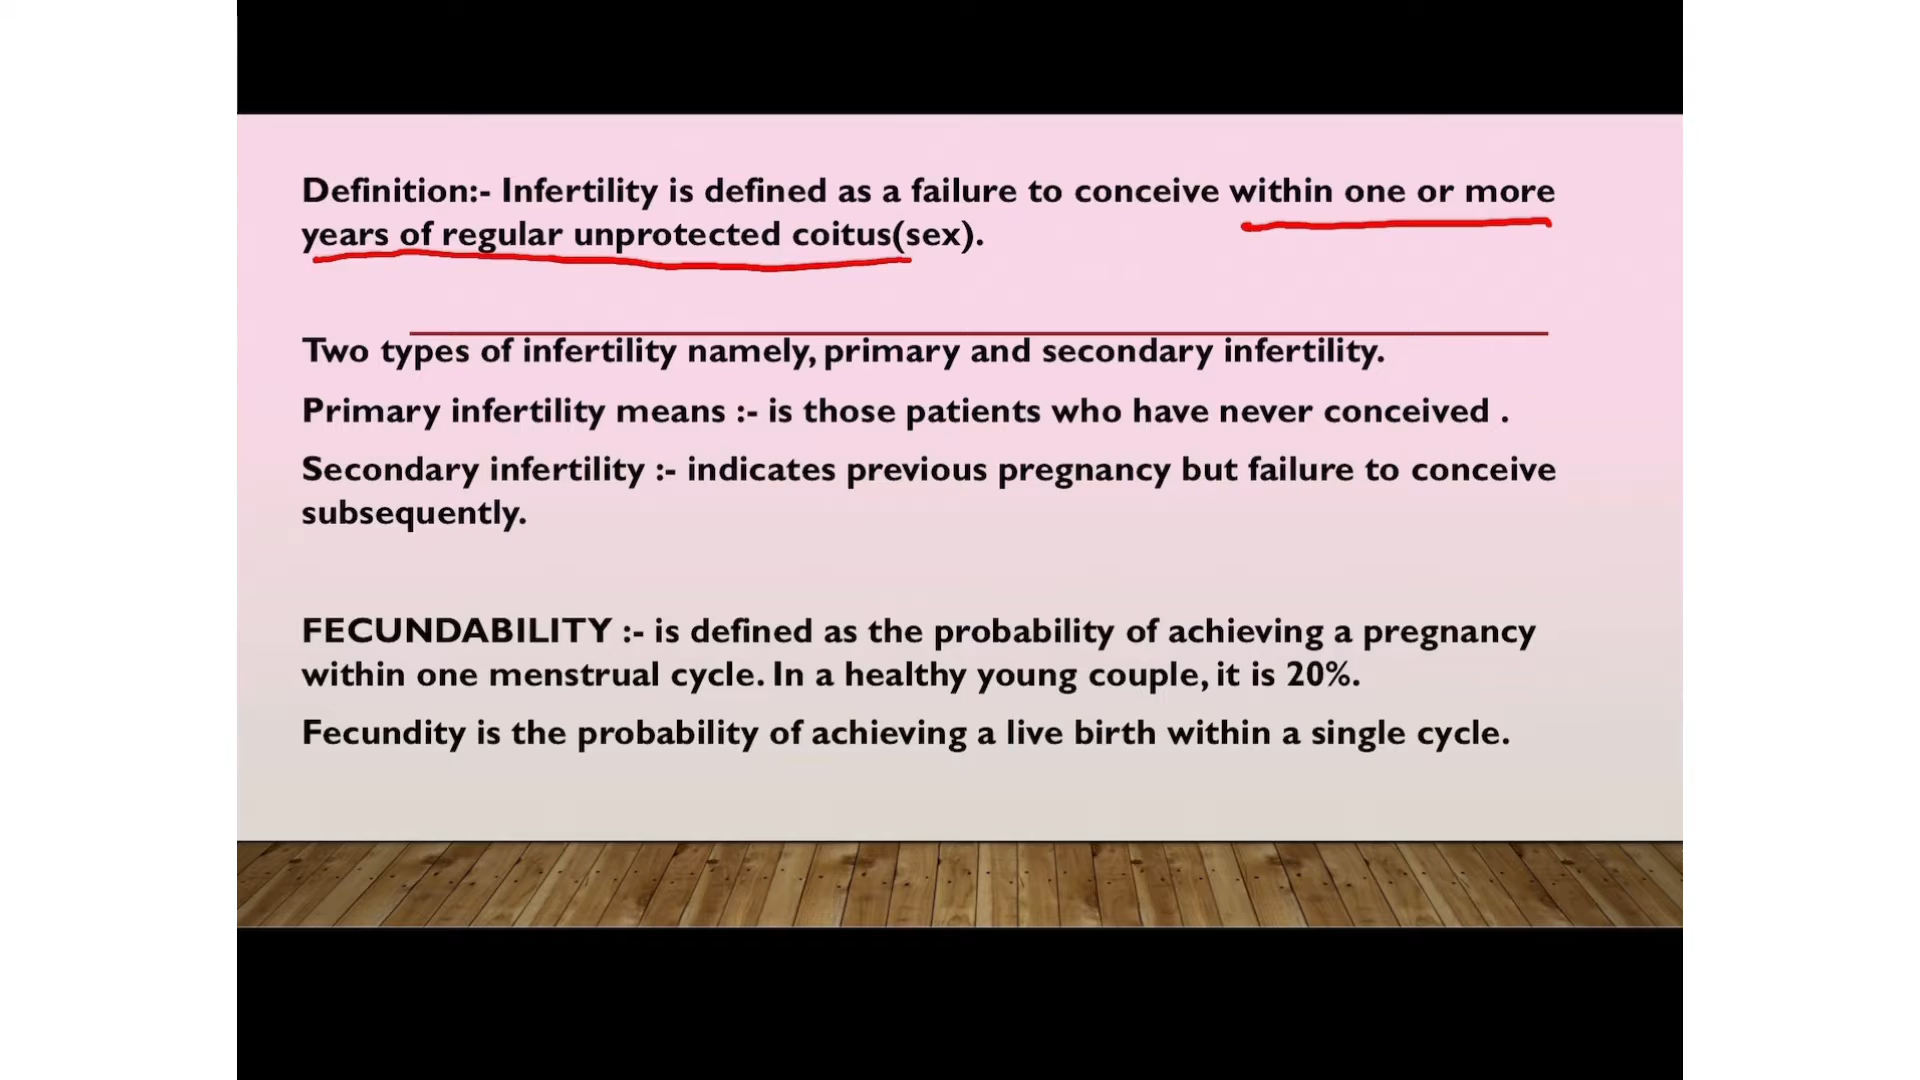 Definition:- Infertility is defined as a failure to conceive within one or more
years of regular unprotected coitus(sex).
Two types of infertility namely, primary and secondary infertility.
Primary infertility means :- is those patients who have never conceived .
Secondary infertility :- indicates previous pregnancy but failure to conceive
subsequently.
FECUNDABILITY :- is defined as the probability of achieving a pregnancy
within one menstrual cycle. In a healthy young couple, it is 20%.
Fecundity is the probability of achieving a live birth within a single cycle.